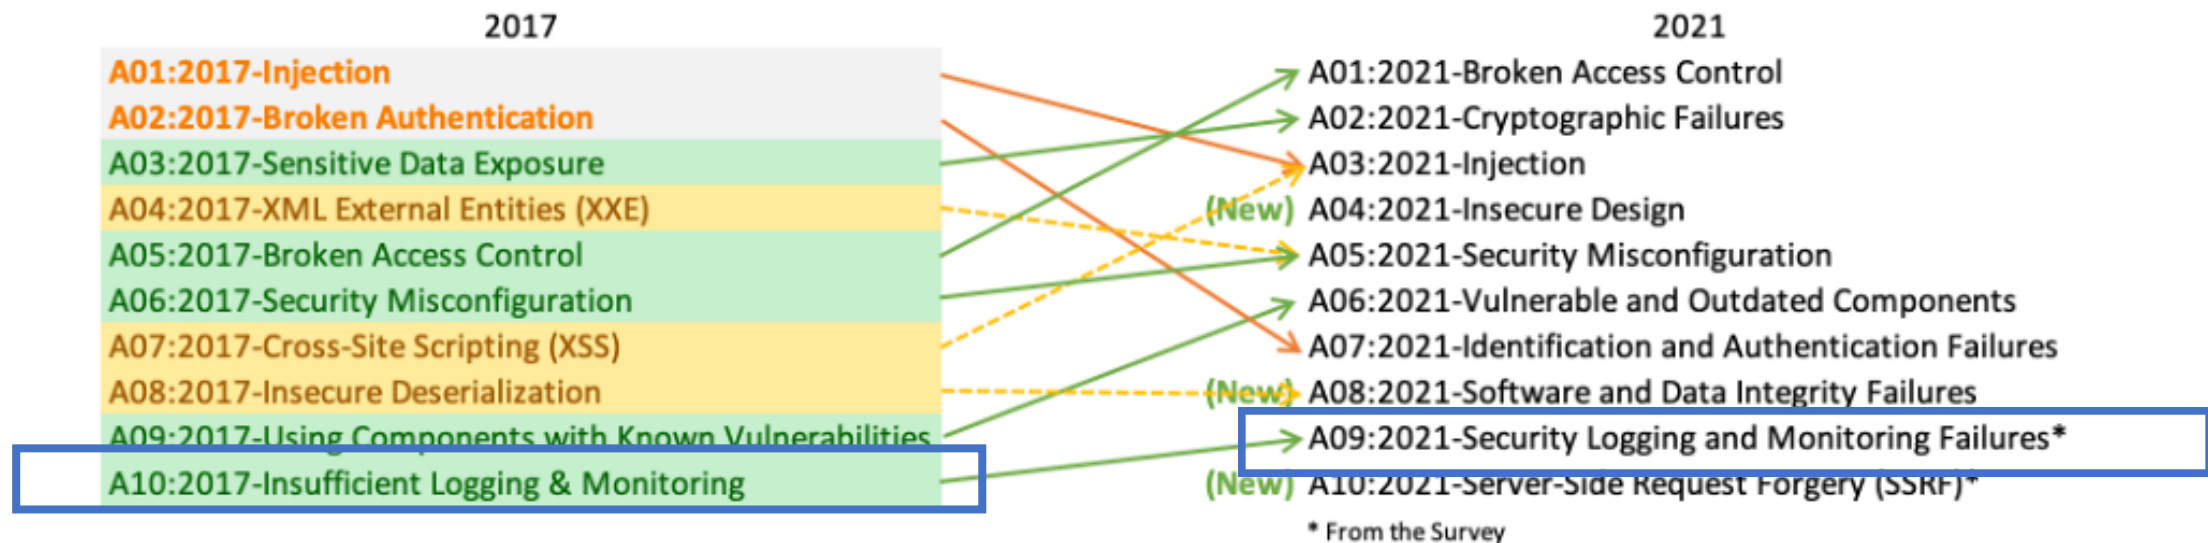 2017
A01:2017-Injection
A02:2017-Broken Authentication
A03:2017-Sensitive Data Exposure
A04:2017-XML External Entities (XXE)
A05:2017-Broken Access Control
A06:2017-Security Misconfiguration
A07:2017-Cross-Site Scripting (XSS)
A08:2017-Insecure Deserialization
A09:2017-Using Components with Known Vulnerabilities
A10:2017-Insufficient Logging & Monitoring
2021
A01:2021-Broken Access Control
A02:2021-Cryptographic Failures
A03:2021-Injection
(New) A04:2021-Insecure Design
A05:2021-Security Misconfiguration
A06:2021-Vulnerable and Outdated Components
A07:2021-Identification and Authentication Failures
(New) A08:2021-Software and Data Integrity Failures
A09:2021-Security Logging and Monitoring Failures*
(New) A10:2021-Server-Side Request Forgery (SSRF)*
* From the Survey